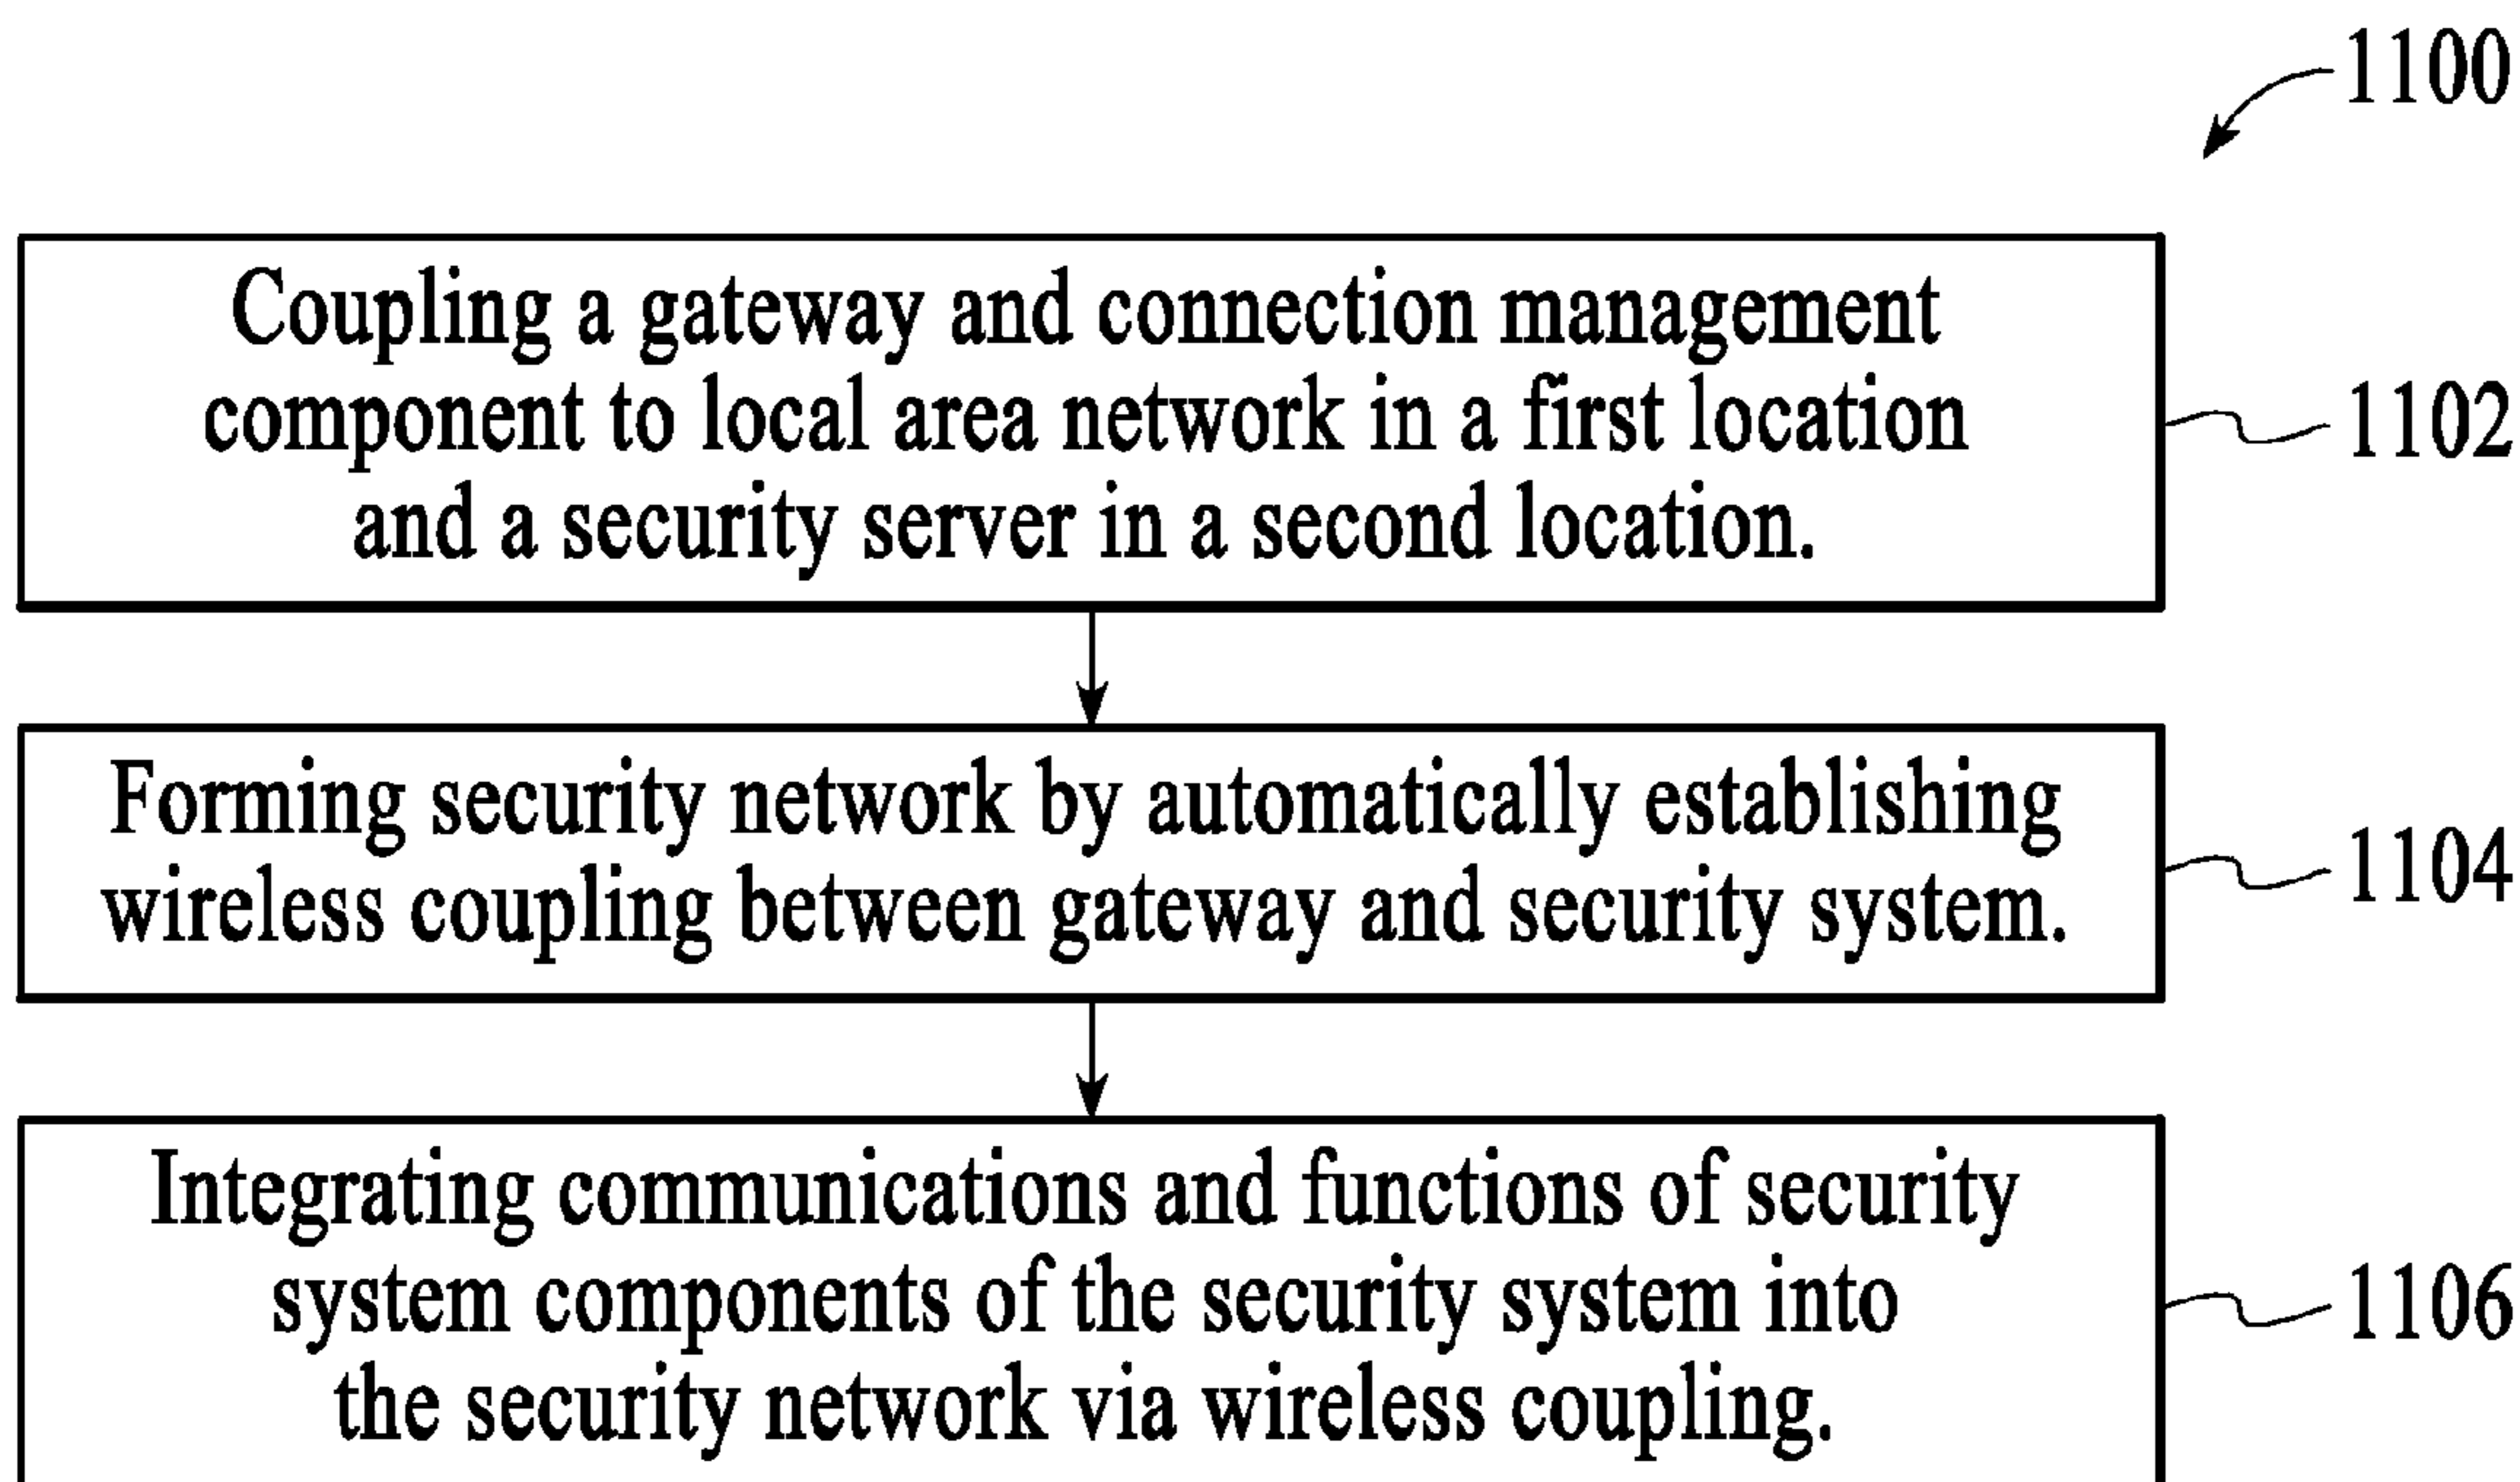 1100
Coupling a gateway and connection management
component to local area network in a first location
and a security server in a second location.
1102
Forming security network by automatically establishing
wireless coupling between gateway and security system.
1104
Integrating communications and functions of security
system components of the security system into
the security network via wireless coupling.
1106